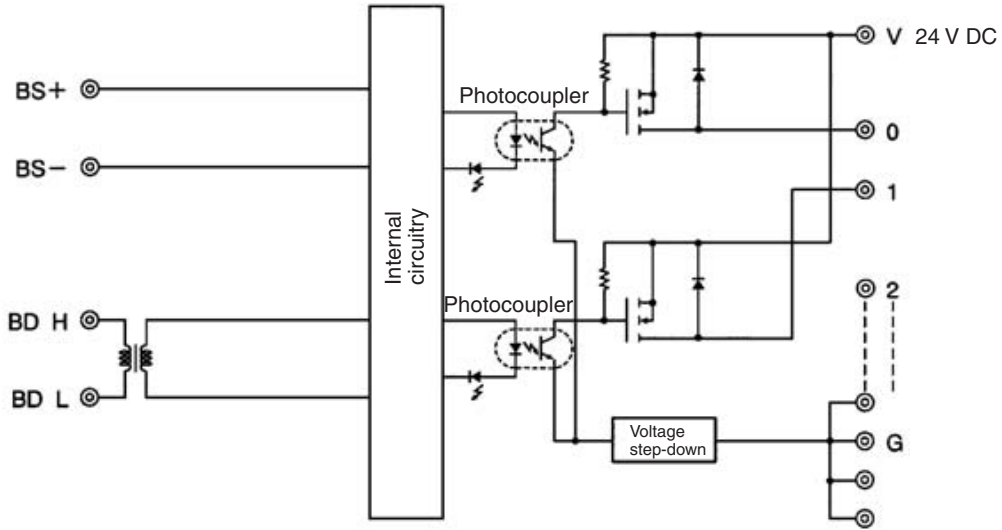 V 24 V DC
BS+
Photocoupler
0
BS−
1
Internal
circuitry
2
Photocoupler
BD H
BD L
Voltage
step-down
G